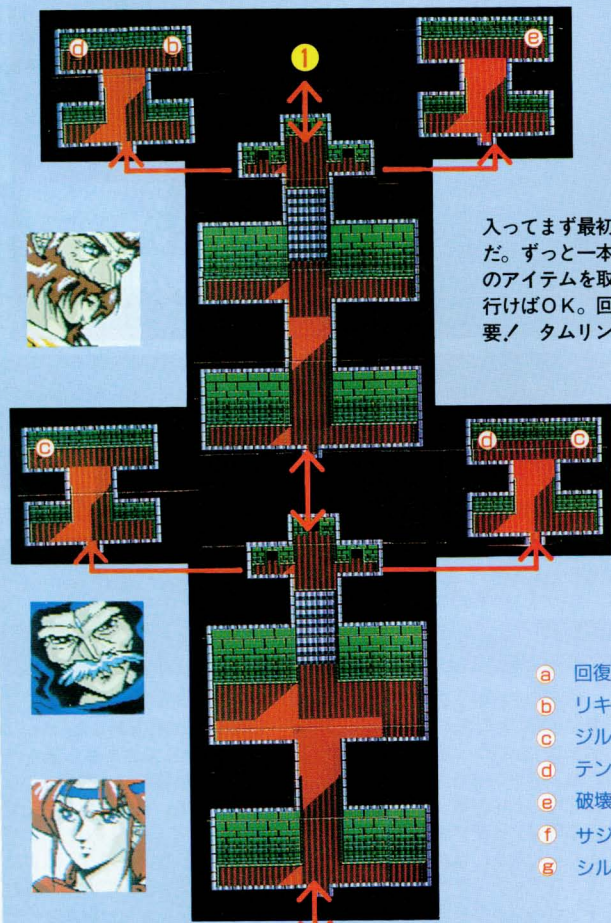 ⓓ ⓑ
①
ⓔ
入ってまず最初
だ。ずっと一本
のアイテムを取
行けばOK。回
要！ タムリン
ⓒ
ⓓ ⓒ
ⓐ 回復
ⓑ リキ
ⓒ ジル
ⓓ テン
ⓔ 破壊
ⓕ サジ
ⓖ シル